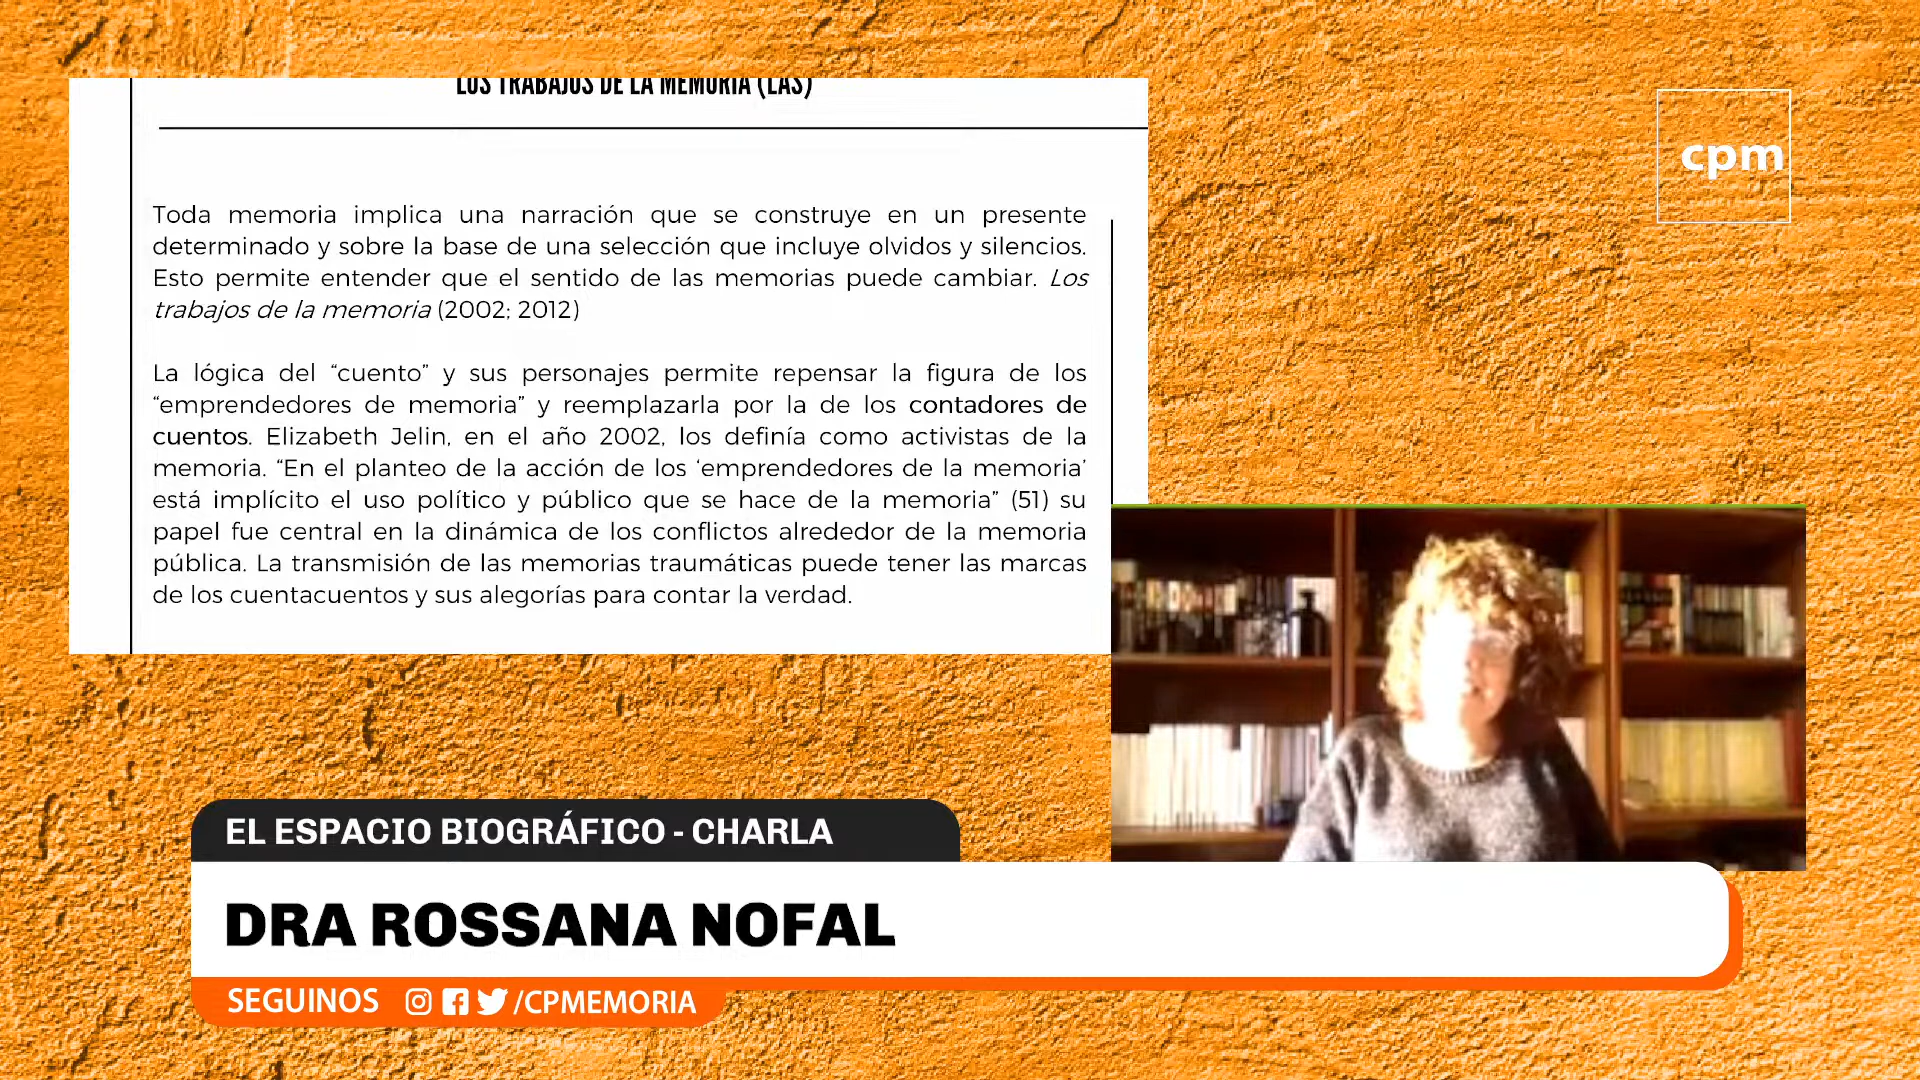 LOS TRABAJOS DE LA MEMORIA (LAS)
Toda memoria implica una narración que se construye en un presente
determinado y sobre la base de una selección que incluye olvidos y silencios.
Esto permite entender que el sentido de las memorias puede cambiar. Los
trabajos de la memoria (2002; 2012)
La lógica del “cuento” y sus personajes permite repensar la figura de los
“emprendedores de memoria” y reemplazarla por la de los contadores de
cuentos. Elizabeth Jelin, en el año 2002, los definía como activistas de la
memoria. “En el planteo de la acción de los ‘emprendedores de la memoria’
está implícito el uso político y público que se hace de la memoria” (51) su
papel fue central en la dinámica de los conflictos alrededor de la memoria
pública. La transmisión de las memorias traumáticas puede tener las marcas
de los cuentacuentos y sus alegorías para contar la verdad.
cpm
EL ESPACIO BIOGRÁFICO - CHARLA
DRA ROSSANA NOFAL
SEGUINOS /CPMEMORIA